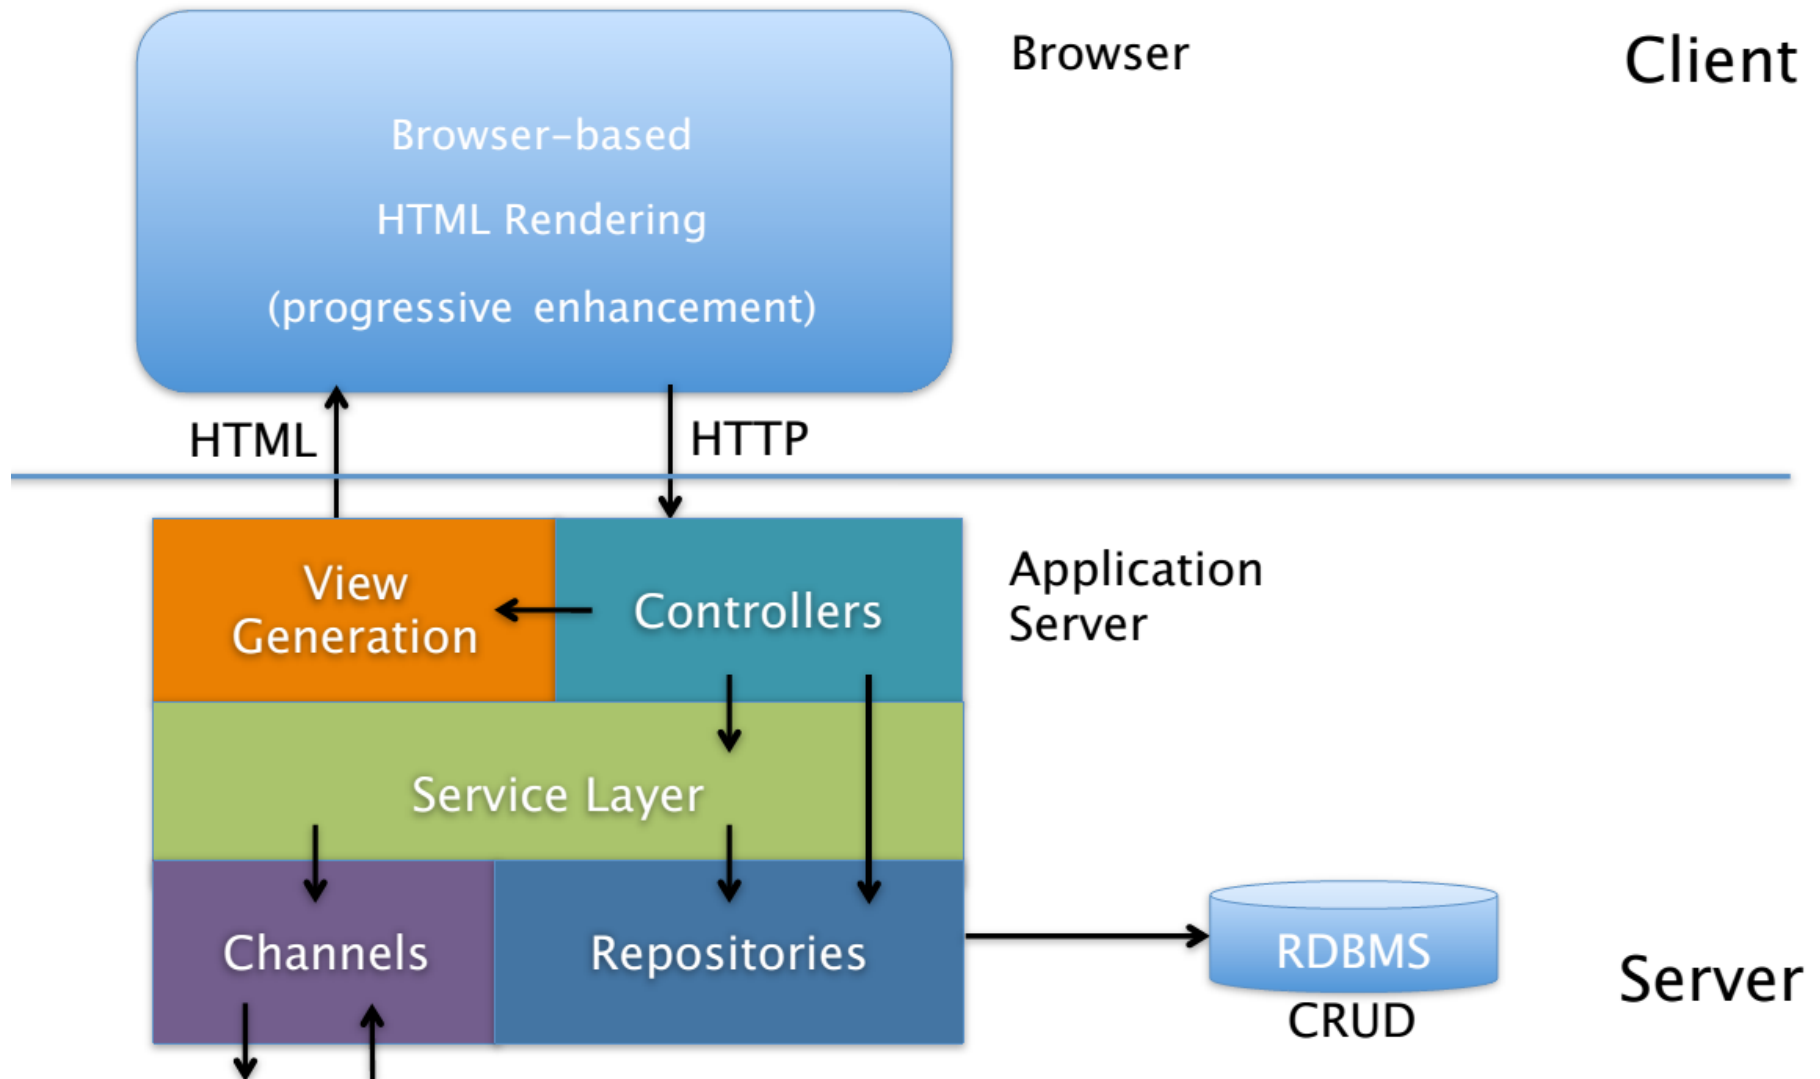 Browser
Client
Browser-based
HTML Rendering
(progressive enhancement)
HTML
HTTP
View
Generation
Controllers
Application
Server
Service Layer
Channels
Repositories
RDBMS
CRUD
Server